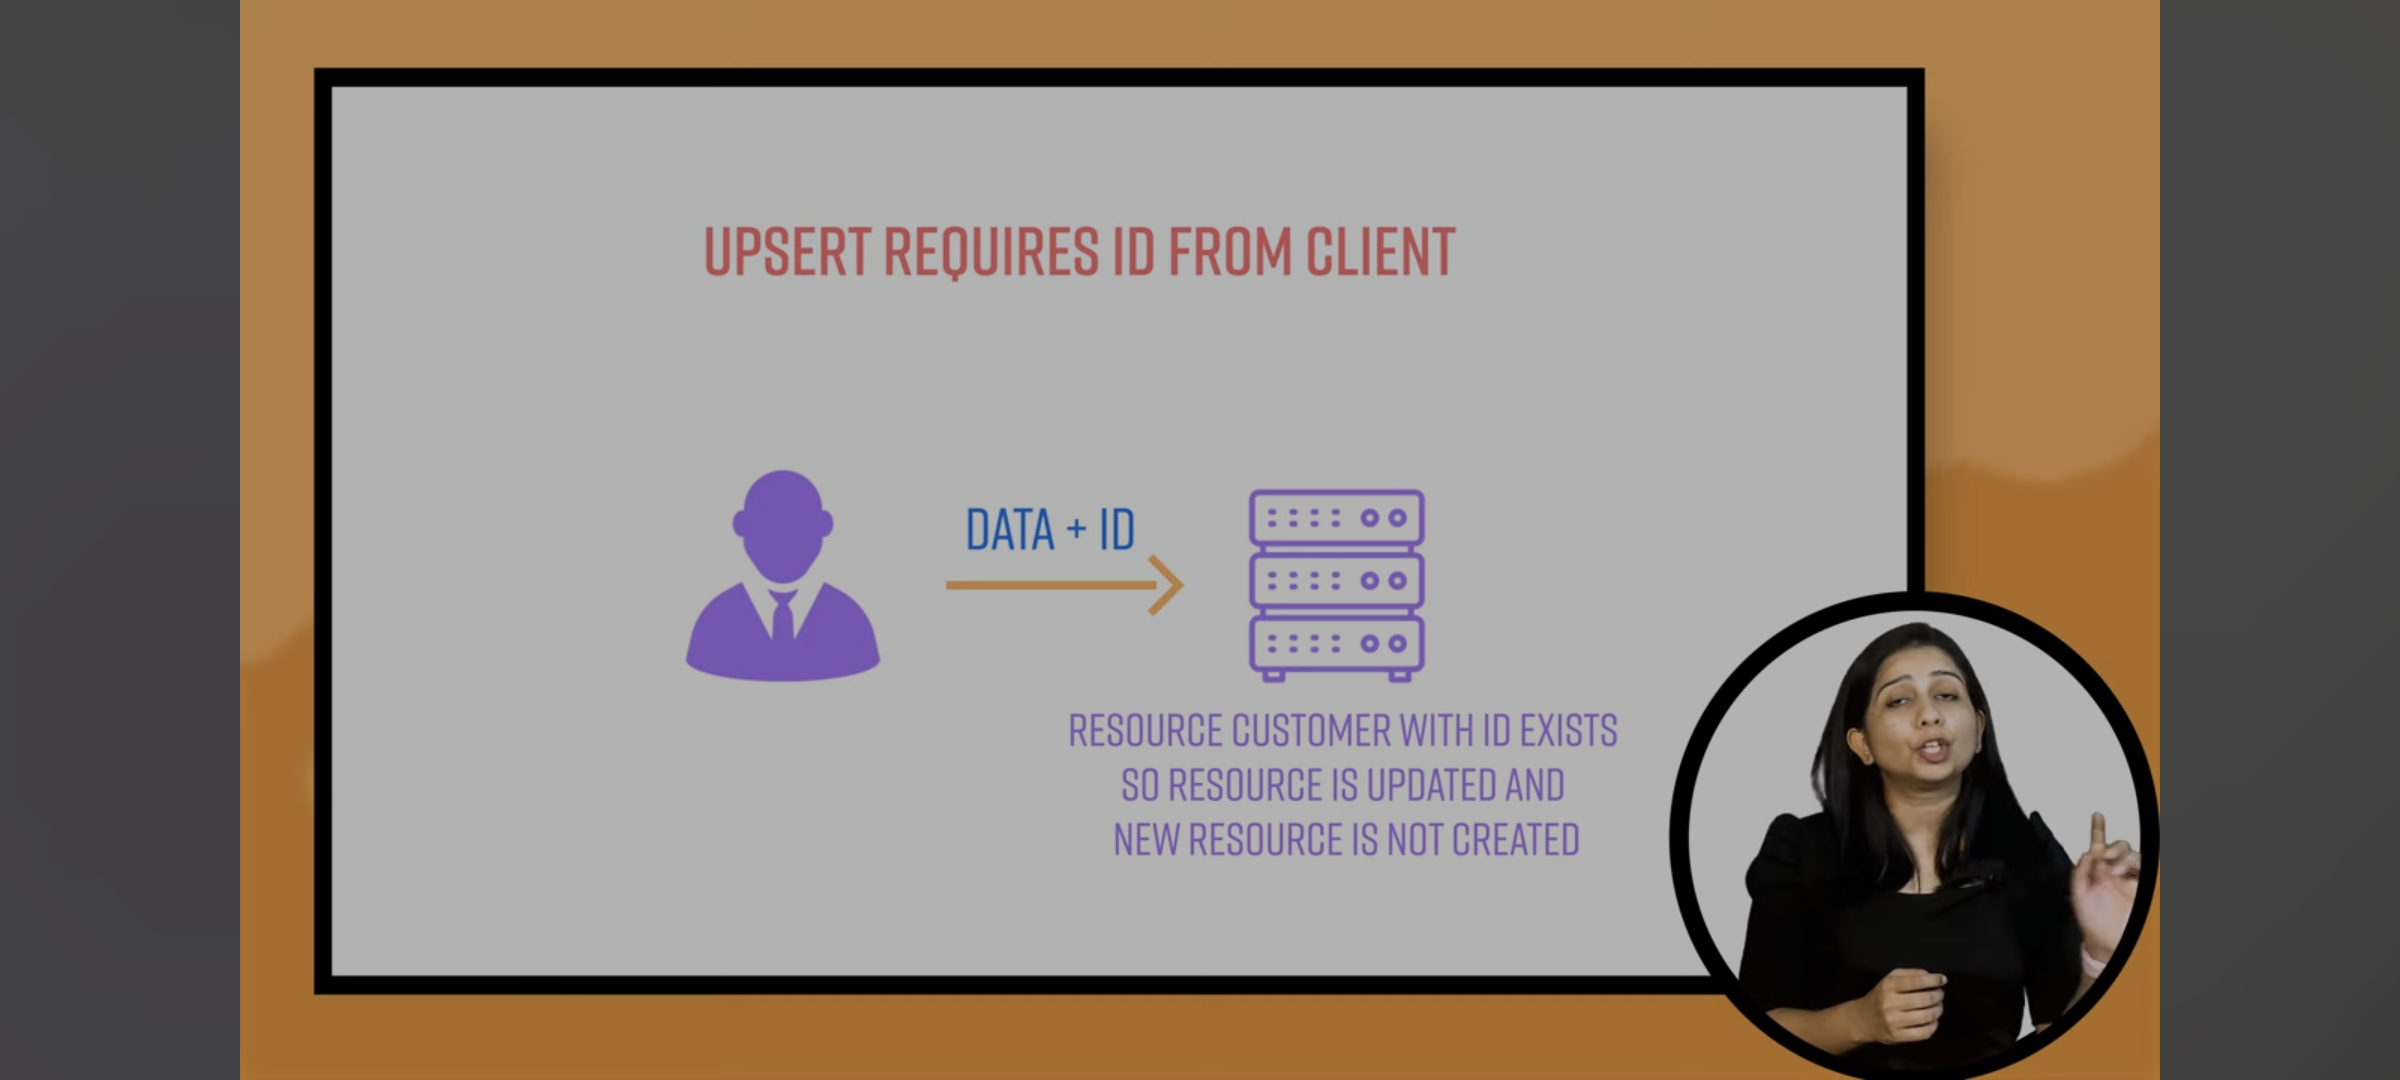 UPSERT REQUIRES ID FROM CLIENT
DATA + ID
RESOURCE CUSTOMER WITH ID EXISTS
SO RESOURCE IS UPDATED AND
NEW RESOURCE IS NOT CREATED